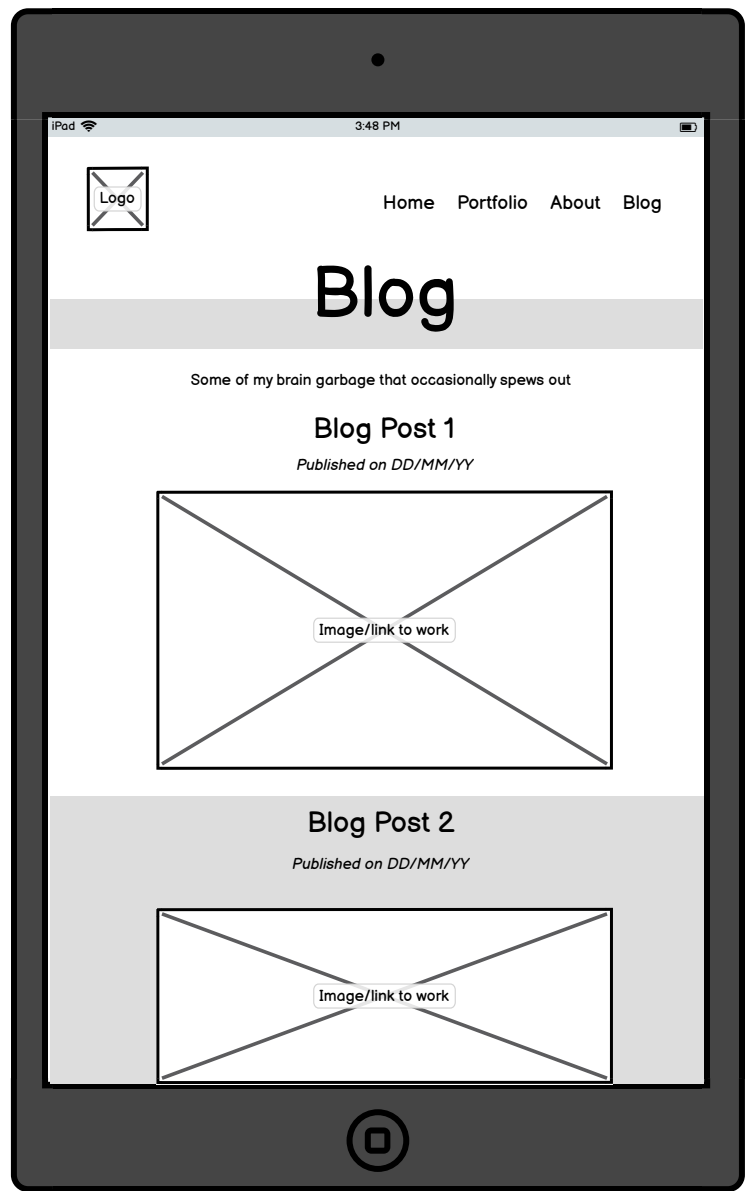 iPad
3:48 PM
Logo
Home Portfolio About Blog
Blog
Some of my brain garbage that occasionally spews out
Blog Post 1
Published on DD/MM/YY
Image/link to work
Blog Post 2
Published on DD/MM/YY
Image/link to work